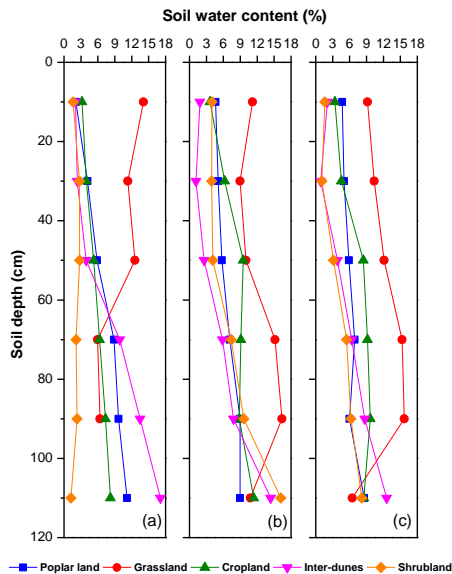 Soil water content (%)
0 3 6 9 12 15 18 0 3 6 9 12 15 18 0 3 6 9 12 15 18
0
20
40
60
80
100
120
Soil depth (cm)
(a) (b) (c)
Poplar land Grassland Cropland Inter-dunes Shrubland